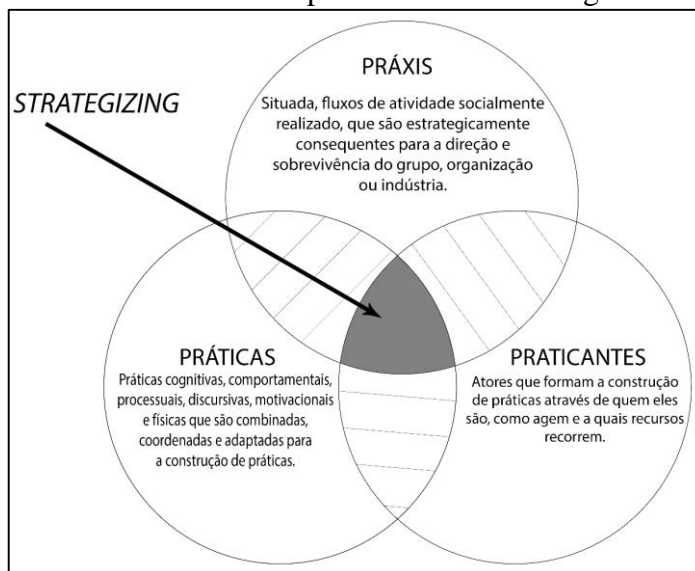 PRÁXIS
STRATEGIZING
Situada, fluxos de atividade socialmente
realizado, que são estrategicamente
consequentes para a direção e
sobrevivência do grupo, organização
ou indústria.
PRÁTICAS
Práticas cognitivas, comportamentais,
processuais, discursivas, motivacionais
e físicas que são combinadas,
coordenadas e adaptadas para
a construção de práticas.
PRATICANTES
Atores que formam a construção
de práticas através de quem eles
são, como agem e a quais recursos
recorrem.